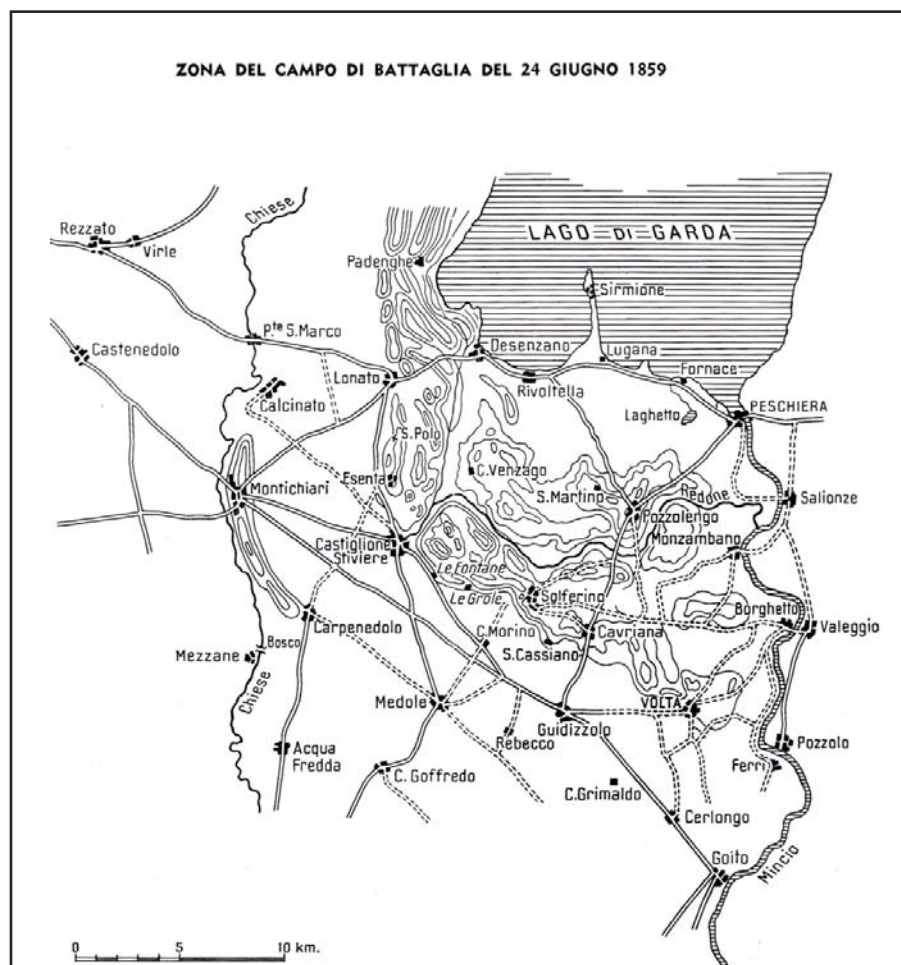 ZONA DEL CAMPO DI BATTAGLIA DEL 24 GIUGNO 1859
Chiese
Rezzato
Virle
LAGO DI GARDA
Padenghe
Sirmione
P.te S. Marco
Castenedolo
Desenzano
Lugana
Fornace
Lonato
Rivoltella
Calcinato
Laghetto
PESCHIERA
S. Polo
C. Venzago
Esenta
Montichiari
S. Martino
Redone
Salionze
Pozzolengo
Castiglione
Stiviere
Monzambano
Le Fontane
Le Grole
Solferino
Borghetto
Valeggio
Carpenedolo
C. Morino
Cavriana
Bosco
Mezzane
S. Cassiano
Chiese
Medole
VOLTA
Guidizzolo
Rebecco
Pozzolo
Acqua
Fredda
C. Goffredo
Ferri
C. Grimaldo
Cerlongo
Goito
Mincio
0 5 10 km.